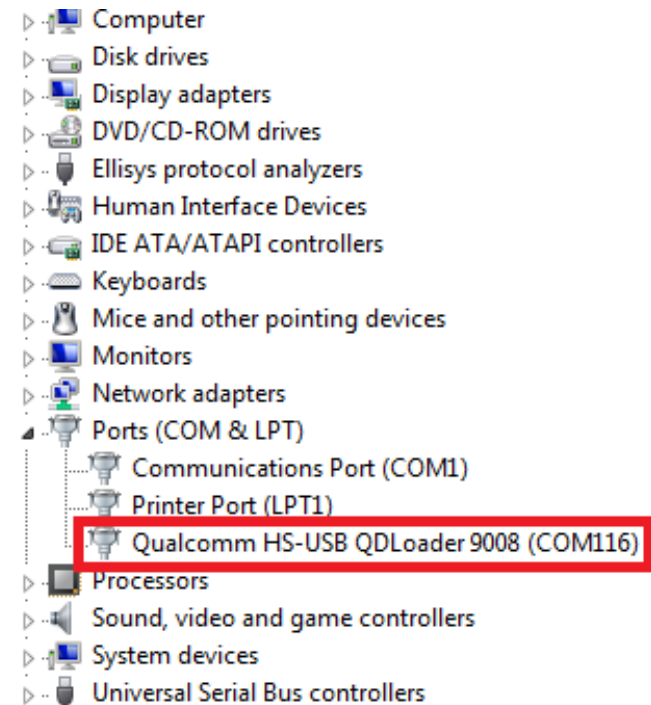 Computer
Disk drives
Display adapters
DVD/CD-ROM drives
Ellisys protocol analyzers
Human Interface Devices
IDE ATA/ATAPI controllers
Keyboards
Mice and other pointing devices
Monitors
Network adapters
Ports (COM & LPT)
Communications Port (COM1)
Printer Port (LPT1)
Qualcomm HS-USB QDLoader 9008 (COM116)
Processors
Sound, video and game controllers
System devices
Universal Serial Bus controllers